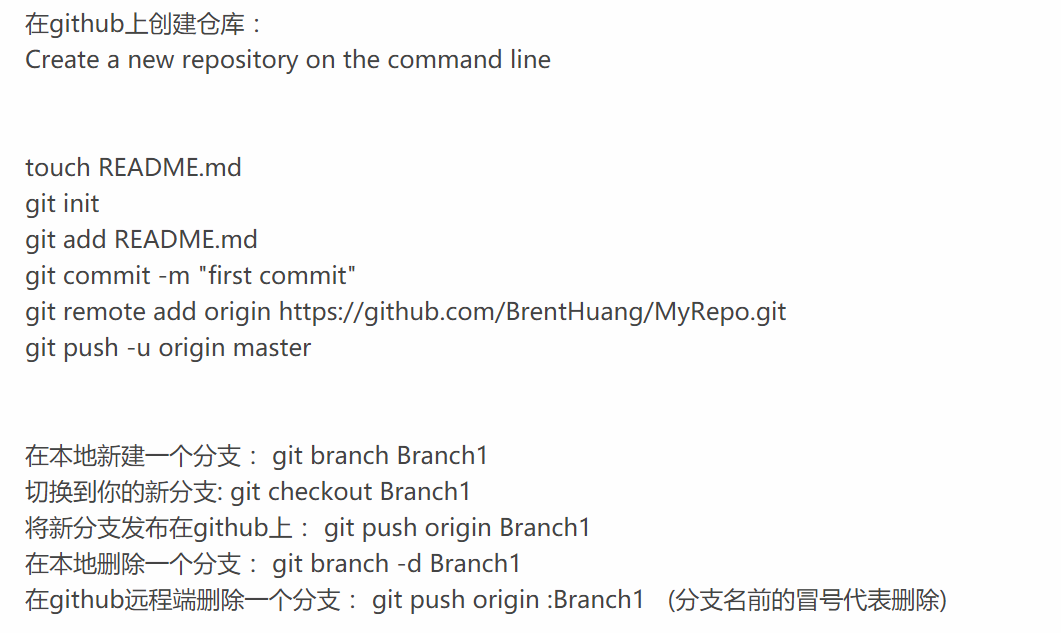 在github上创建仓库：
Create a new repository on the command line
touch README.md
git init
git add README.md
git commit -m "first commit"
git remote add origin https://github.com/BrentHuang/MyRepo.git
git push -u origin master
在本地新建一个分支： git branch Branch1
切换到你的新分支: git checkout Branch1
将新分支发布在github上： git push origin Branch1
在本地删除一个分支： git branch -d Branch1
在github远程端删除一个分支： git push origin :Branch1 (分支名前的冒号代表删除)